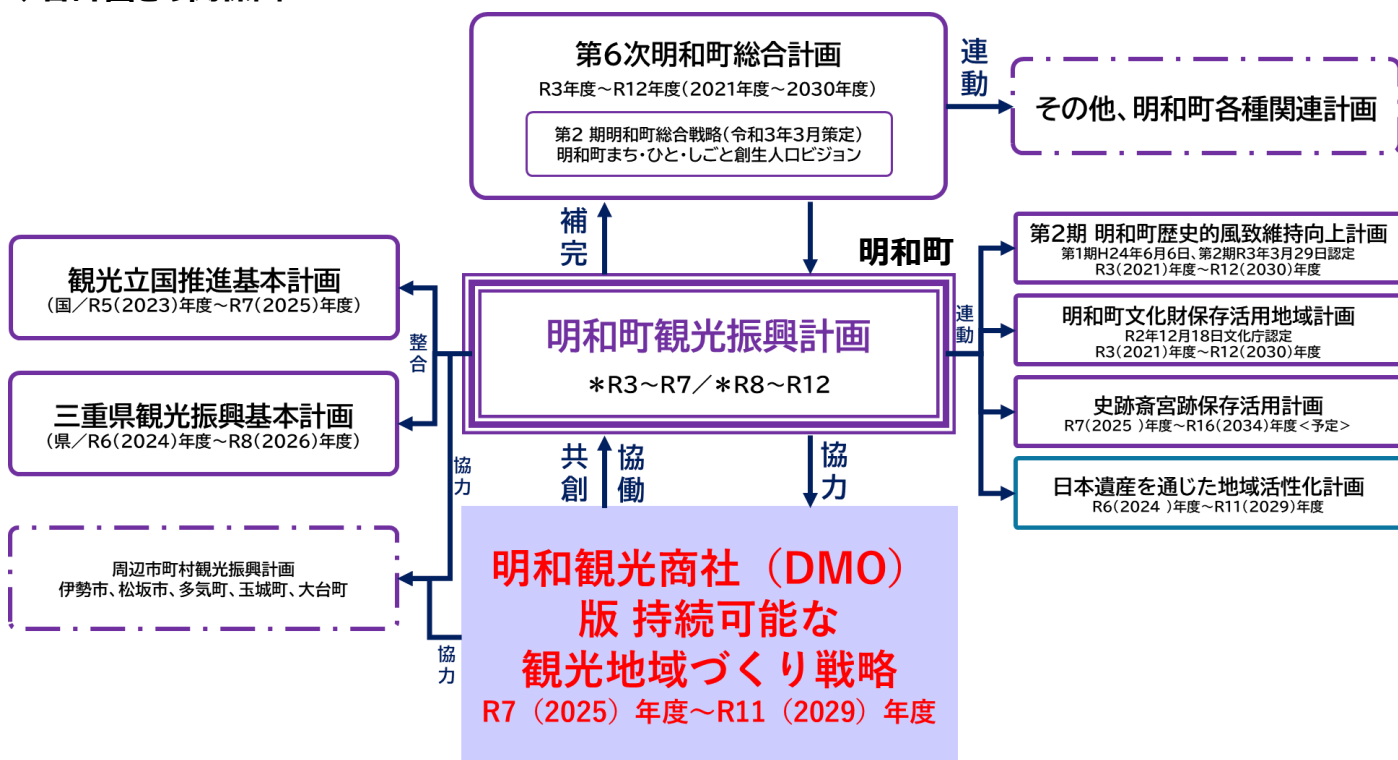 第6次明和町総合計画
R3年度～R12年度(2021年度～2030年度)
第2 期明和町総合戦略(令和3年3月策定)
明和町まち・ひと・しごと創生人口ビジョン
連動
その他、明和町各種関連計画
補完
明和町
観光立国推進基本計画
(国／R5(2023)年度～R7(2025)年度)
三重県観光振興基本計画
(県／R6(2024)年度～R8(2026)年度)
整合
協力
明和町観光振興計画
＊R3～R7／＊R8～R12
連動
第2期 明和町歴史的風致維持向上計画
第1期H24年6月6日、第2期R3年3月29日認定
R3(2021)年度～R12(2030)年度
明和町文化財保存活用地域計画
R2年12月18日文化庁認定
R3(2021)年度～R12(2030)年度
史跡斎宮跡保存活用計画
R7(2025 )年度～R16(2034)年度<予定>
日本遺産を通じた地域活性化計画
R6(2024 )年度～R11(2029)年度
共創
協働
協力
周辺市町村観光振興計画
伊勢市、松坂市、多気町、玉城町、大台町
協力
明和観光商社（DMO）
版 持続可能な
観光地域づくり戦略
R7（2025）年度～R11（2029）年度